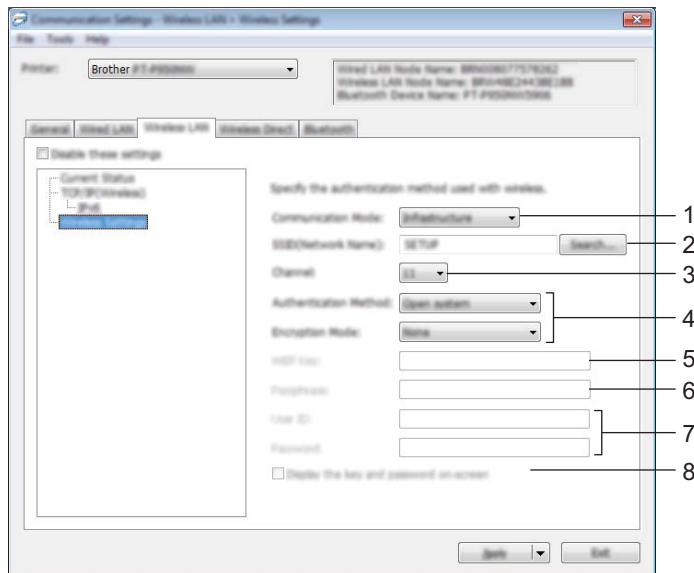 Communication Settings - Wireless LAN > Wireless Settings
File Tools Help
Printer:
Brother PT-P950NW
Wired LAN Node Name:
Wireless LAN Node Name:
Bluetooth Device Name:
General Wired LAN Wireless LAN Wireless Direct Bluetooth
Disable these settings
Current Status
TCP/IP(Wireless)
IPv6
Wireless Settings
Specify the authentication method used with wireless.
Communication Mode: Infrastructure
1
SSID(Network Name): SETUP Search...
2
Channel: 11
3
Authentication Method: Open system
Encryption Mode: None
4
WEP Key:
5
Passphrase:
6
User ID:
Password:
7
Display the key and password on-screen
8
Apply Exit